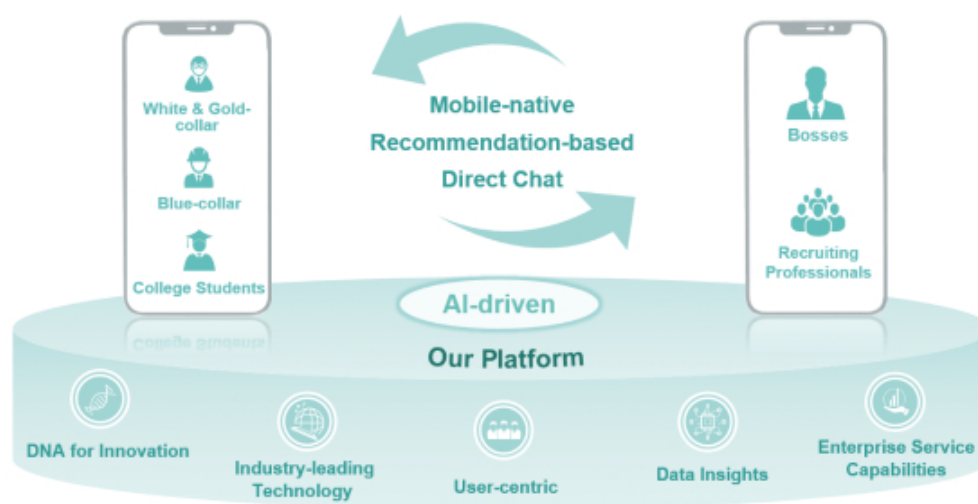 White & Gold-
collar
Blue-collar
College Students
Mobile-native
Recommendation-based
Direct Chat
Bosses
Recruiting
Professionals
AI-driven
Our Platform
DNA for Innovation
Industry-leading
Technology
User-centric
Data Insights
Enterprise Service
Capabilities